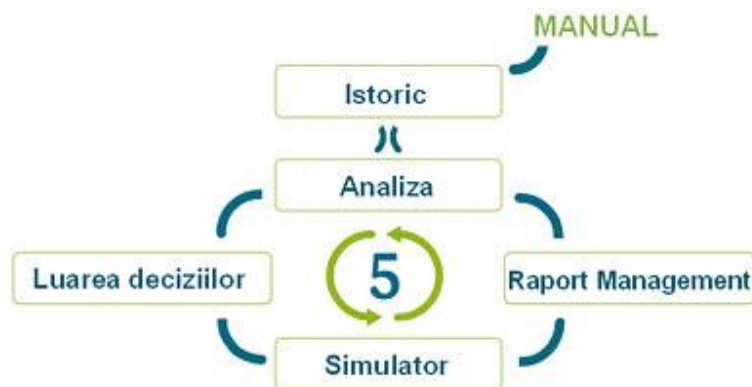 MANUAL
Istoric
Analiza
Luarea deciziilor
5
Raport Management
Simulator